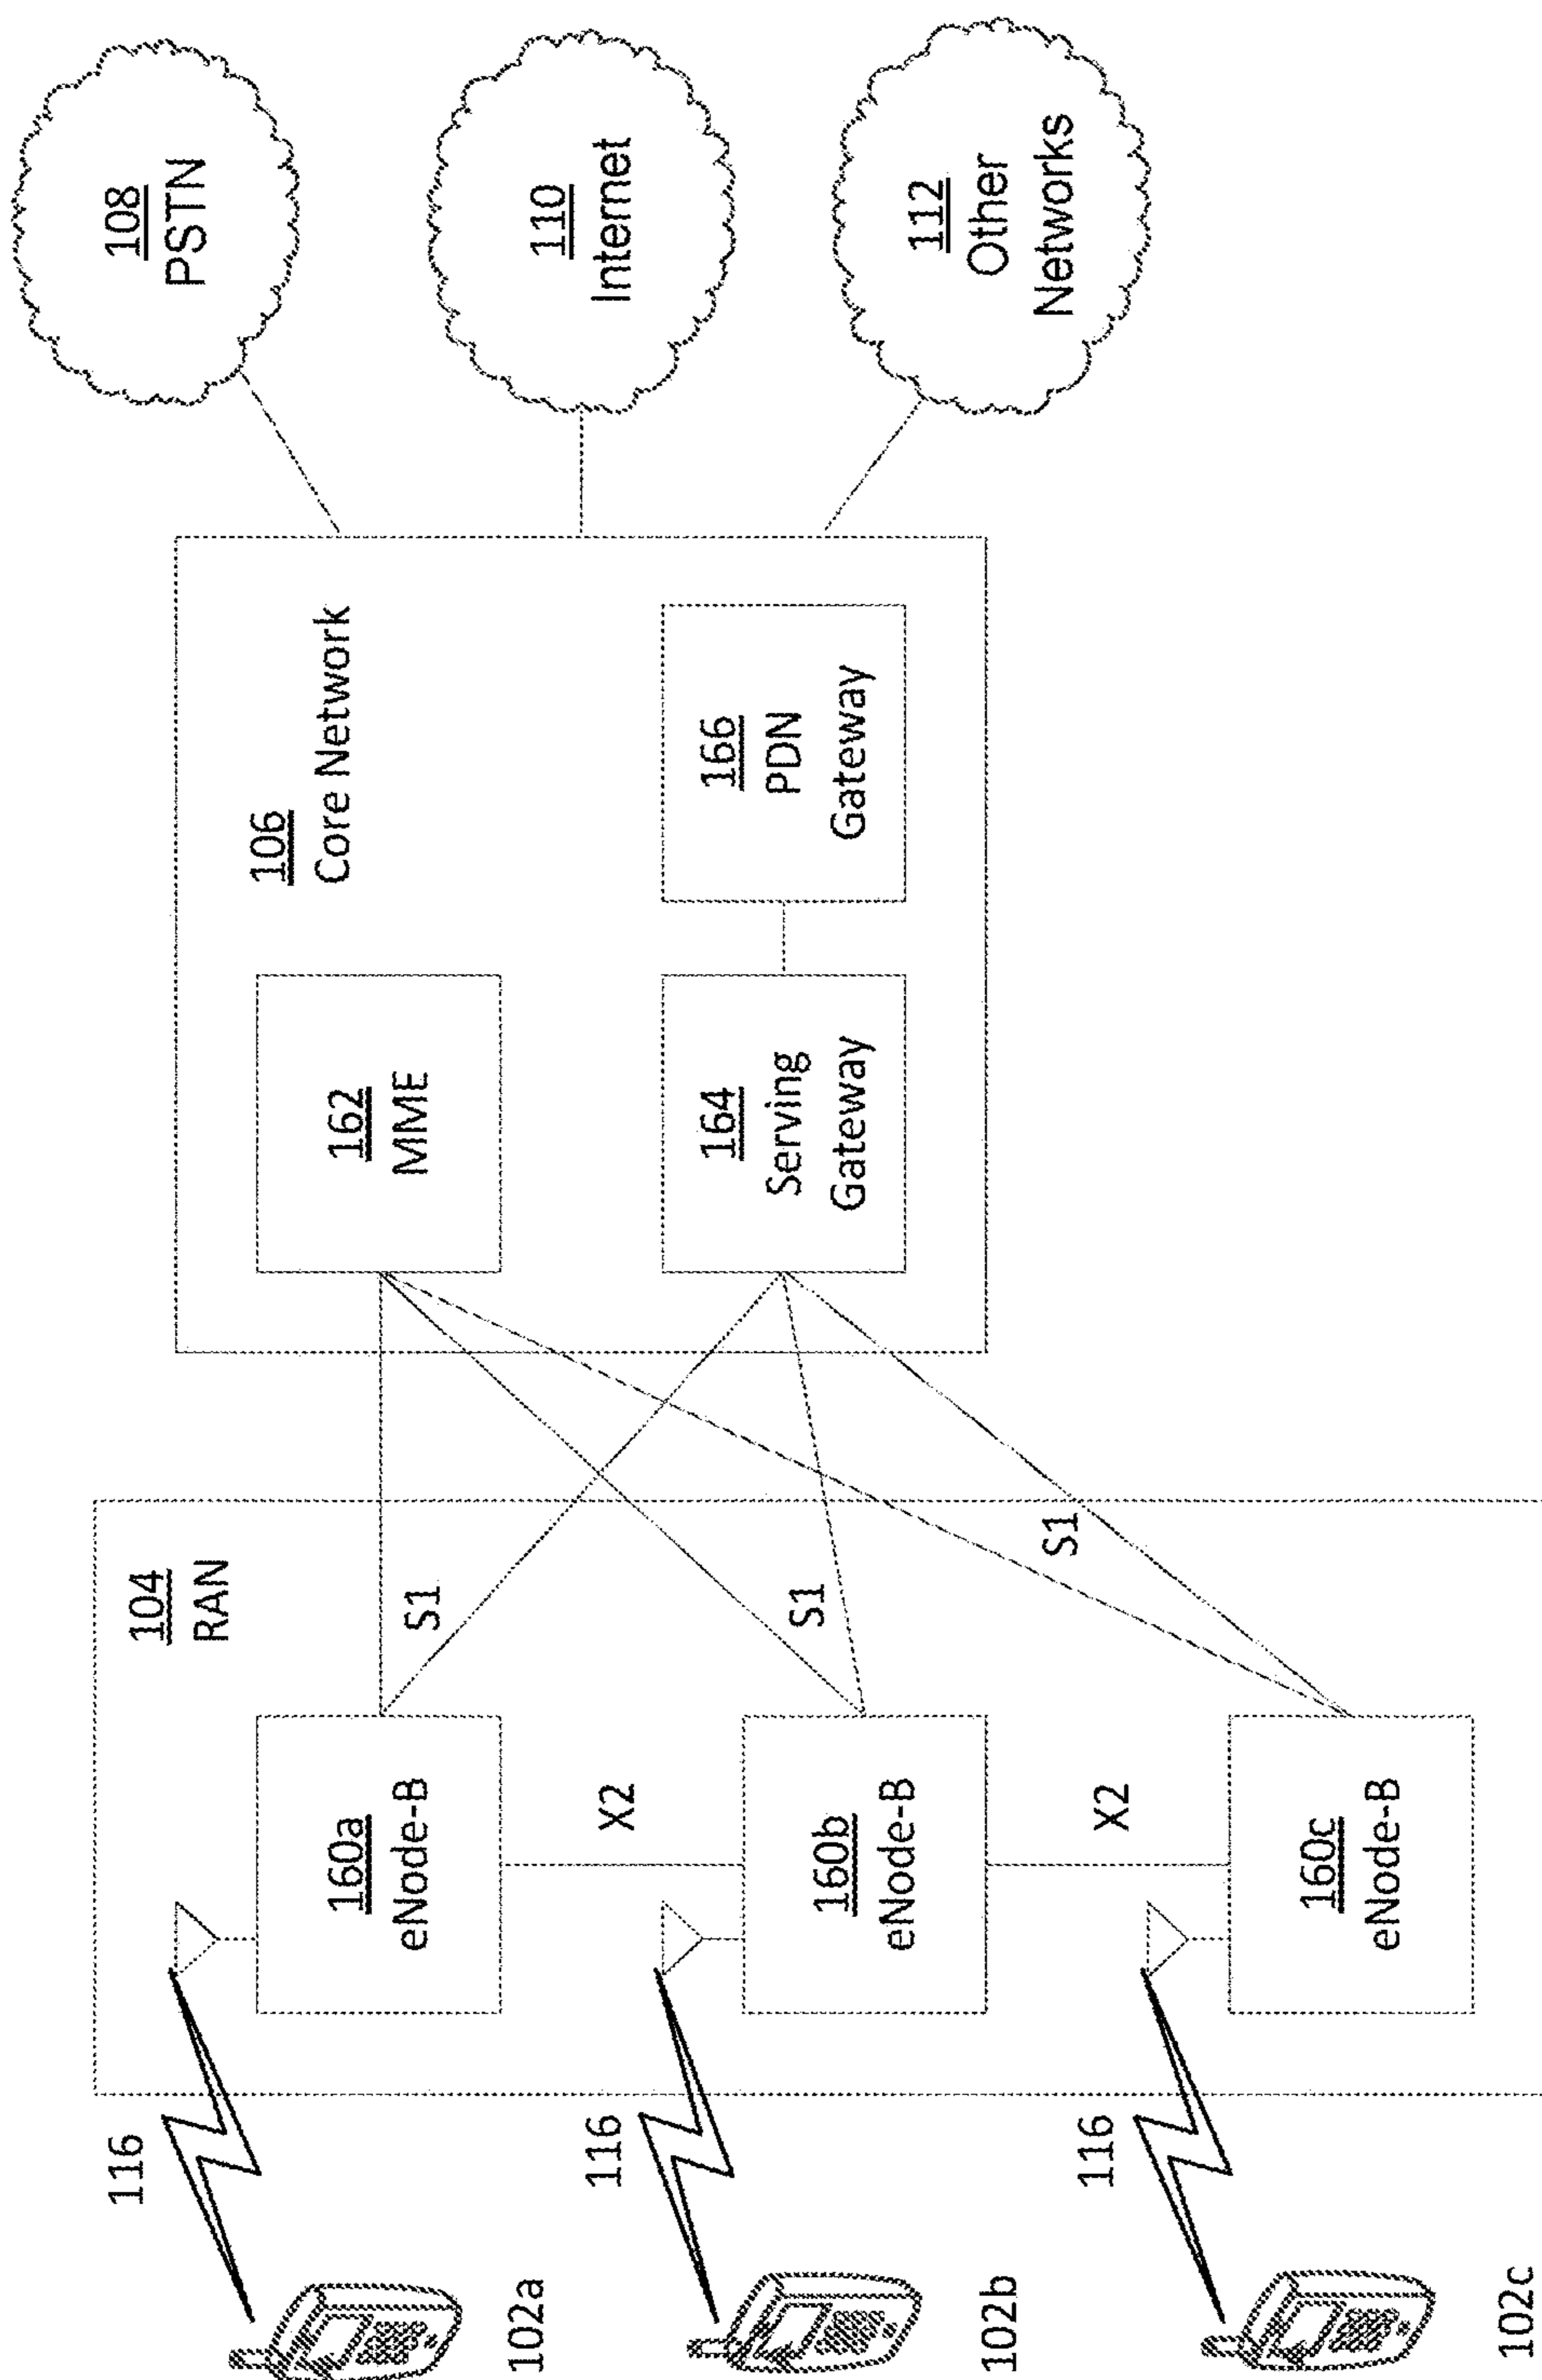 116
102a
116
102b
116
102c
104
RAN
160a
eNode-B
X2
160b
eNode-B
X2
160c
eNode-B
S1
S1
S1
106
Core Network
162
MME
164
Serving
Gateway
166
PDN
Gateway
108
PSTN
110
Internet
112
Other
Networks